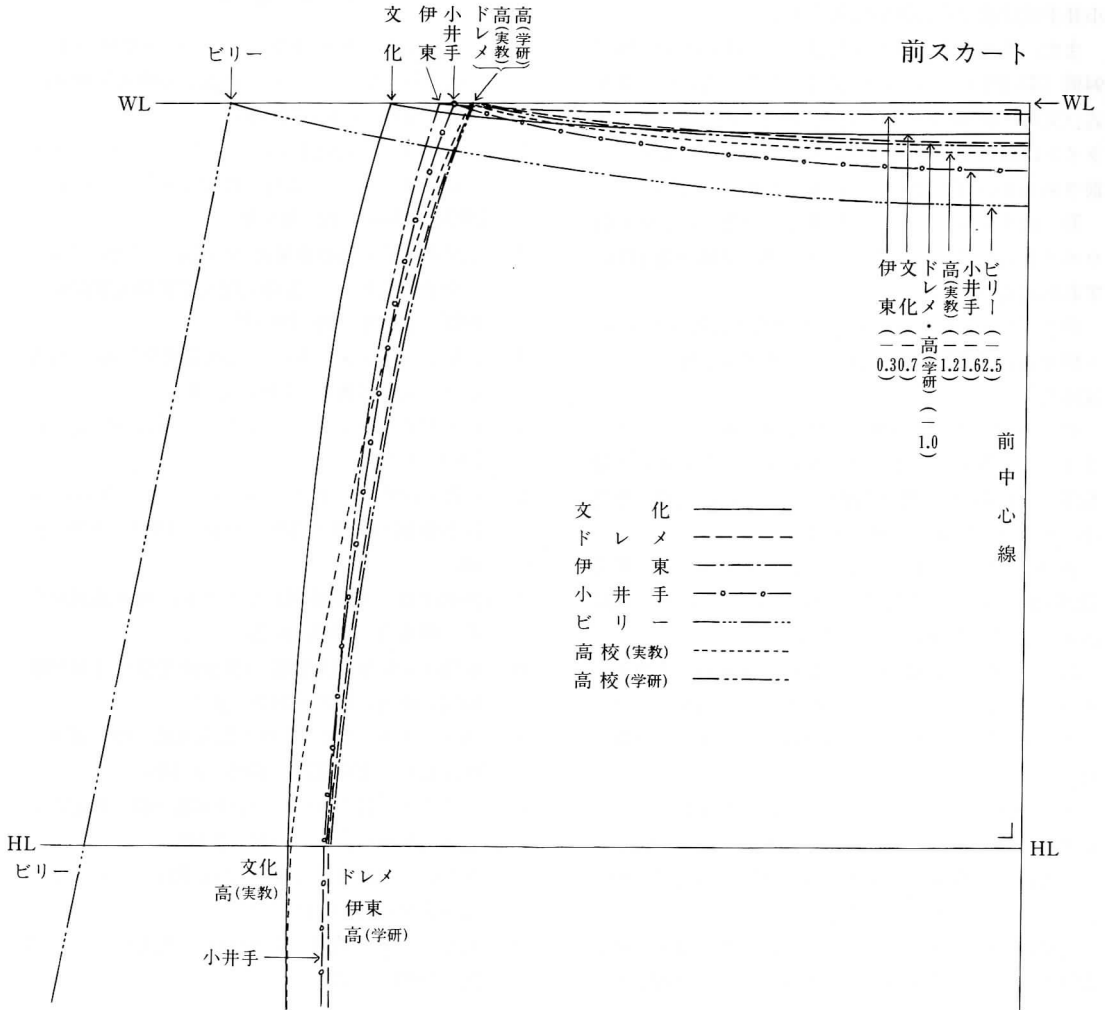 前スカート
ビリー
文化
伊東
小井手
ドレメ
高(実教)
高(学研)
WL
WL
伊東(−0.3)
文化(−0.7)
ドレメ・高(学研)(−1.0)
高(実教)(−1.2)
小井手(−1.6)
ビリー(−2.5)
前中心線
文化
ドレメ
伊東
小井手
ビリー
高校(実教)
高校(学研)
HL
HL
ビリー
文化
高(実教)
ドレメ
伊東
高(学研)
小井手